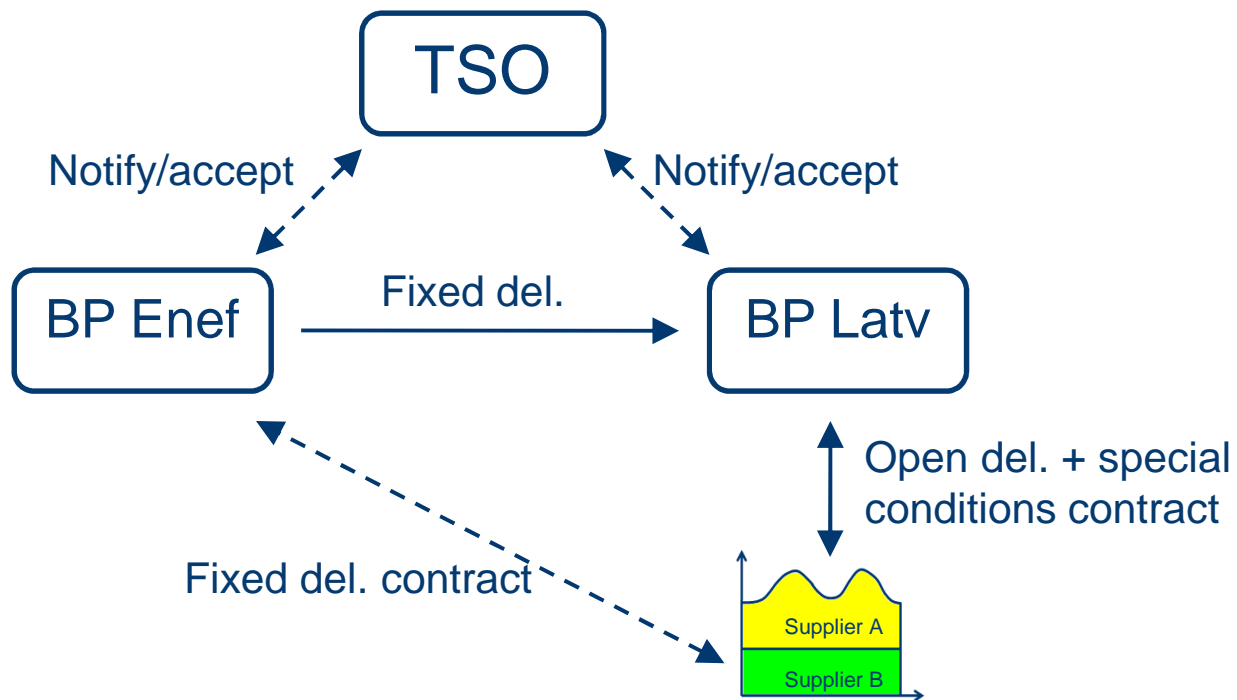 TSO
Notify/accept
Notify/accept
BP Enef
Fixed del.
BP Latv
Open del. + special
conditions contract
Fixed del. contract
Supplier A
Supplier B